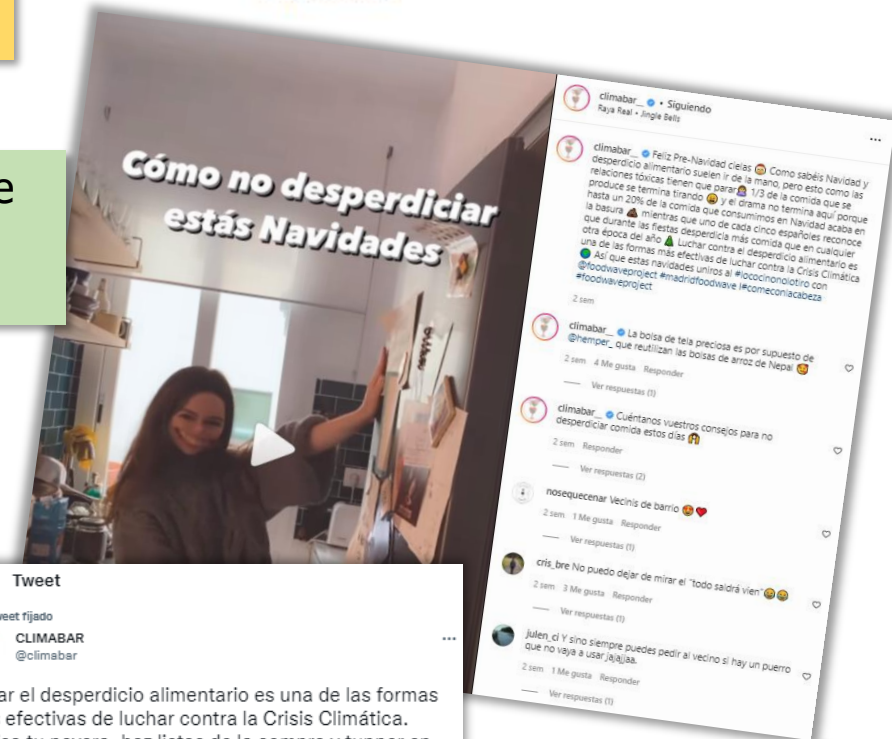 e
Cómo no desperdiciar
estás Navidades
climabar_ • Siguiendo
Raya Real • Jingle Bells
climabar_ Feliz Pre-Navidad cielas 🤶 Como sabéis Navidad y
desperdicio alimentario suelen ir de la mano, pero esto como las
relaciones tóxicas tienen que parar 1/3 de la comida que se
produce se termina tirando 😩 y el drama no termina aquí porque
hasta un 20% de la comida que consumimos en Navidad acaba en
la basura 💩 mientras que uno de cada cinco españoles reconoce
que durante las fiestas desperdicia más comida que en cualquier
otra época del año 🎄 Luchar contra el desperdicio alimentario es
una de las formas más efectivas de luchar contra la Crisis Climática
🌍 Así que estas navidades uniros al #lococinonolotiro con
@foodwaveproject #madridfoodwave l#comeconlacabeza
#foodwaveproject
2 sem
climabar_ La bolsa de tela preciosa es por supuesto de
@hemper_ que reutilizan las bolsas de arroz de Nepal 🥰
2 sem 4 Me gusta Responder
Ver respuestas (1)
climabar_ Cuéntanos vuestros consejos para no
desperdiciar comida estos días
2 sem Responder
Ver respuestas (2)
nosequecenar Vecinis de barrio 😍❤️
2 sem 1 Me gusta Responder
Ver respuestas (1)
cris_bre No puedo dejar de mirar el "todo saldrá vien"😂😂
2 sem 3 Me gusta Responder
Ver respuestas (1)
julen_ci Y sino siempre puedes pedir al vecino si hay un puerro
que no vaya a usar jajajjaa.
2 sem 1 Me gusta Responder
Ver respuestas (1)
Tweet
weet fijado
CLIMABAR
@climabar
ar el desperdicio alimentario es una de las formas
efectivas de luchar contra la Crisis Climática.